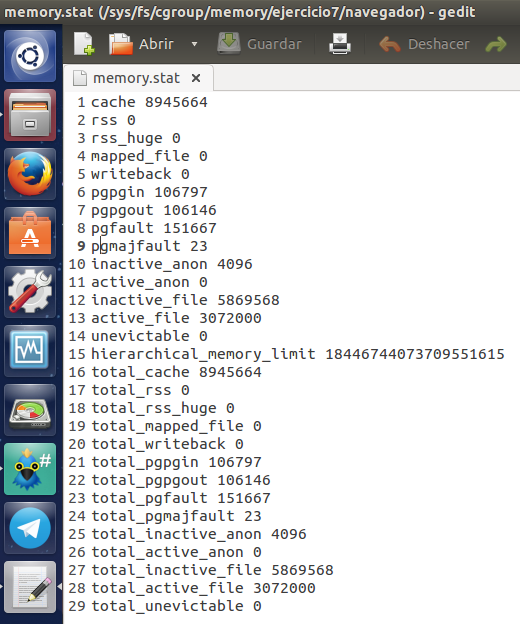 memory.stat (/sys/fs/cgroup/memory/ejercicio7/navegador) - gedit
Abrir Guardar Deshacer
memory.stat ×
1 cache 8945664
2 rss 0
3 rss_huge 0
4 mapped_file 0
5 writeback 0
6 pgpgin 106797
7 pgpgout 106146
8 pgfault 151667
9 pgmajfault 23
10 inactive_anon 4096
11 active_anon 0
12 inactive_file 5869568
13 active_file 3072000
14 unevictable 0
15 hierarchical_memory_limit 18446744073709551615
16 total_cache 8945664
17 total_rss 0
18 total_rss_huge 0
19 total_mapped_file 0
20 total_writeback 0
21 total_pgpgin 106797
22 total_pgpgout 106146
23 total_pgfault 151667
24 total_pgmajfault 23
25 total_inactive_anon 4096
26 total_active_anon 0
27 total_inactive_file 5869568
28 total_active_file 3072000
29 total_unevictable 0